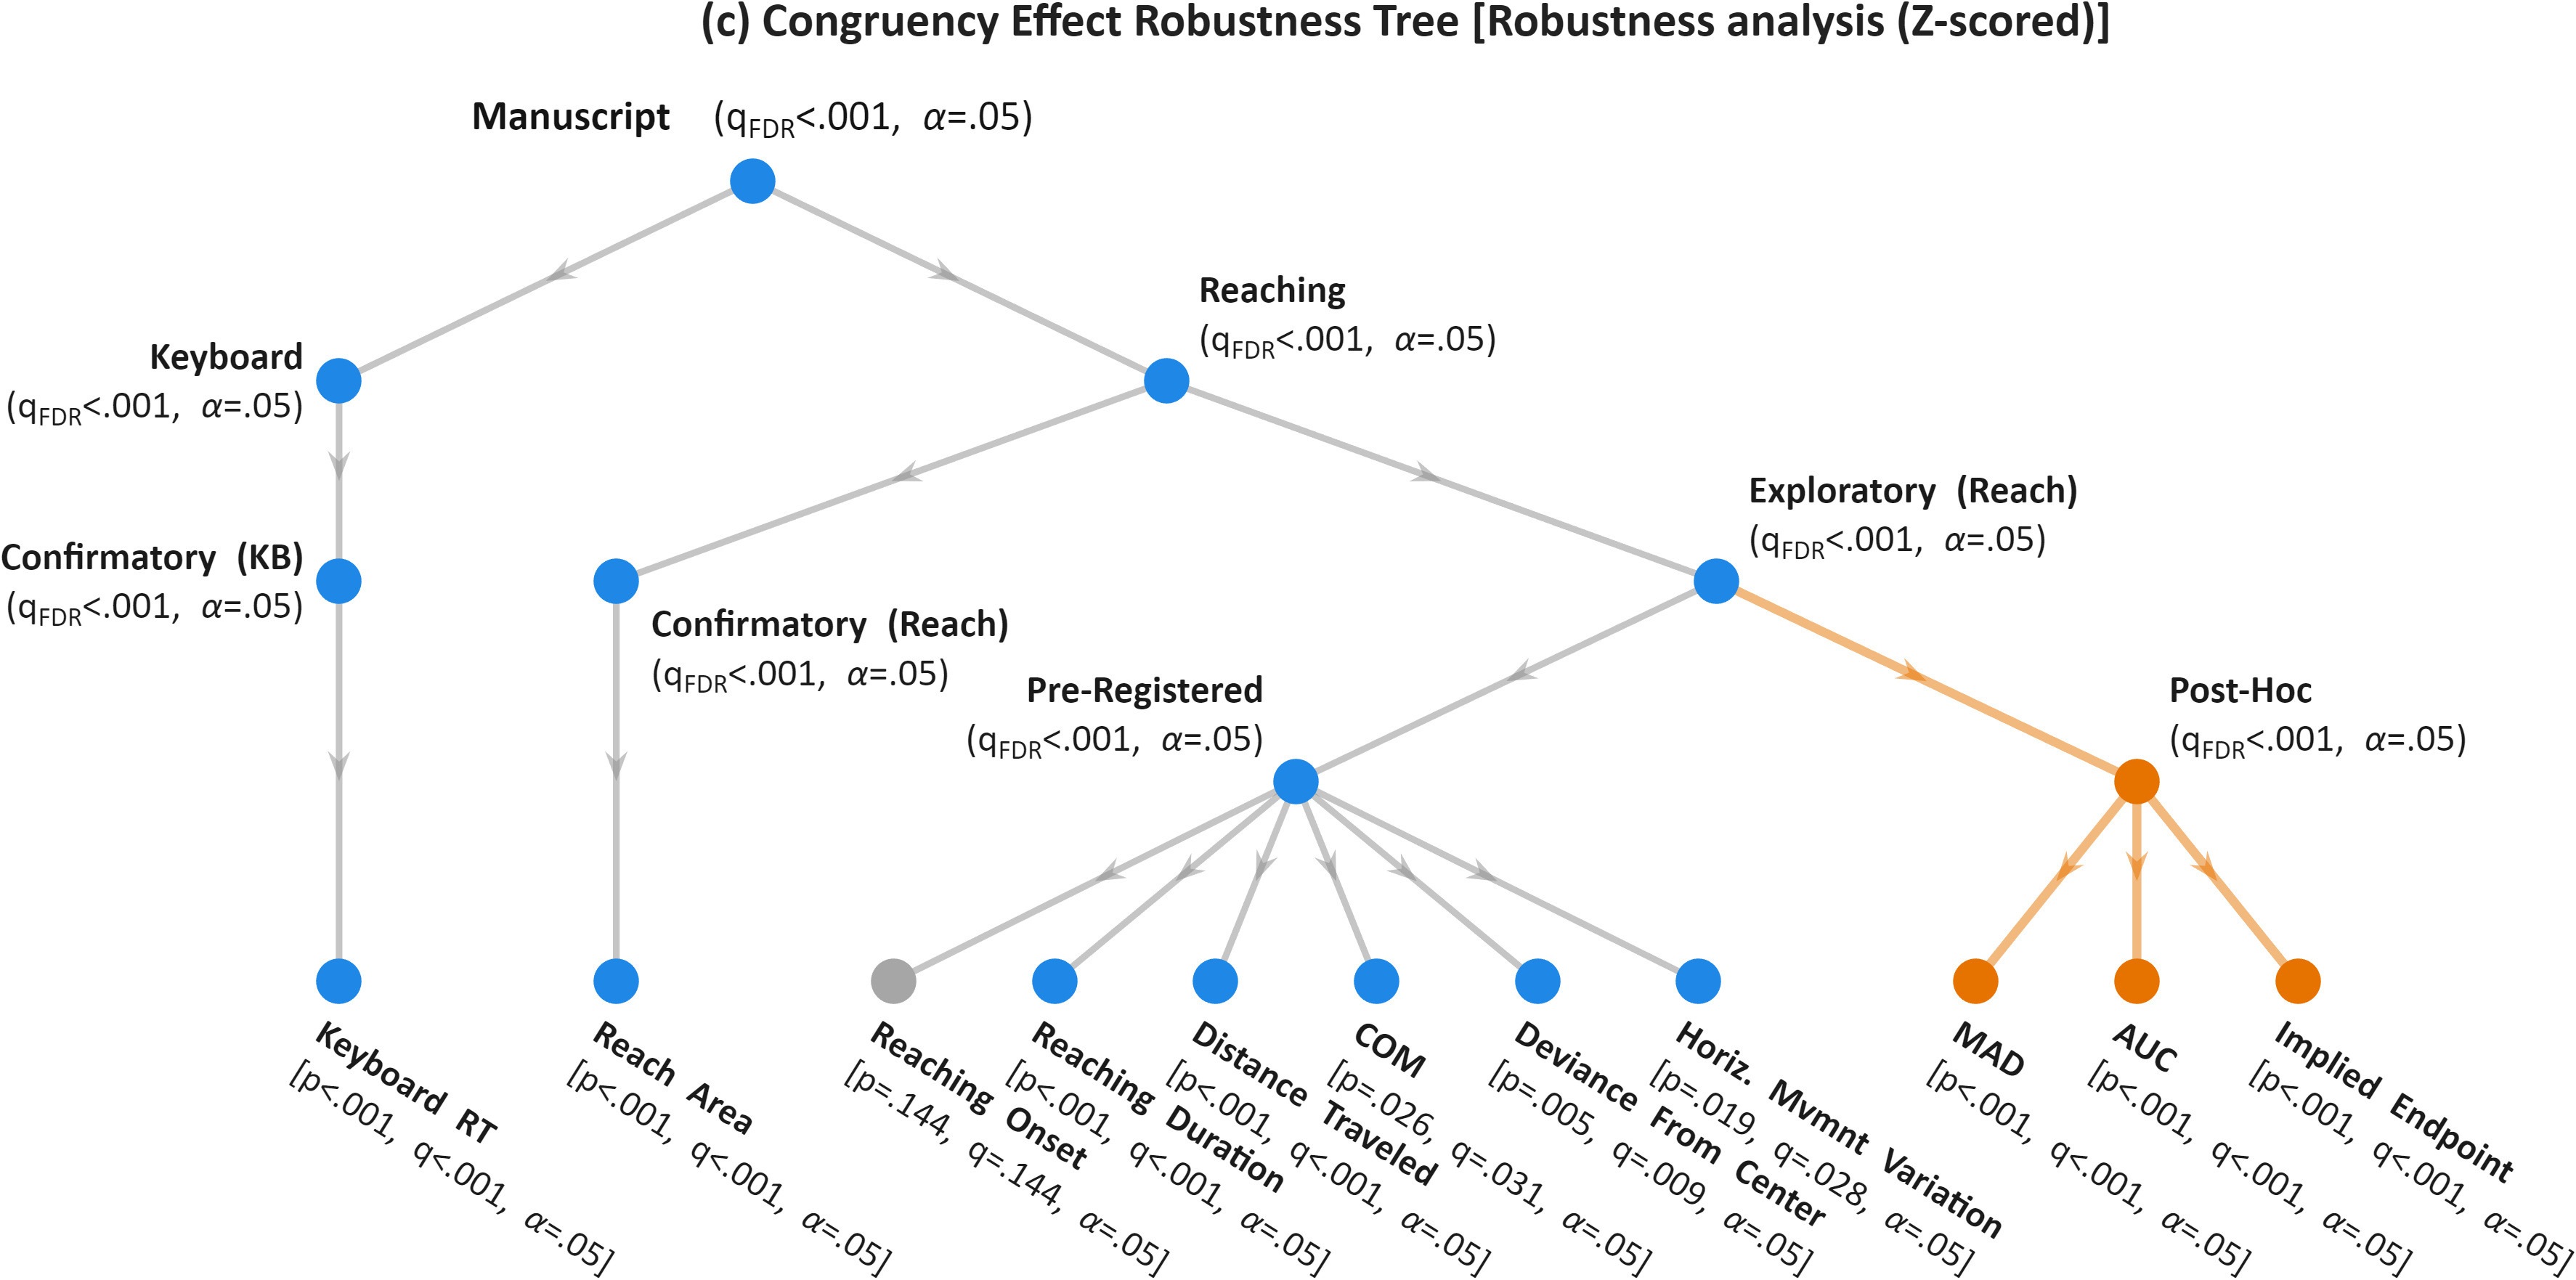 (c) Congruency Effect Robustness Tree [Robustness analysis (Z-scored)]
Manuscript (qFDR<.001, α=.05)
Reaching
(qFDR<.001, α=.05)
Keyboard
(qFDR<.001, α=.05)
Exploratory (Reach)
(qFDR<.001, α=.05)
Confirmatory (KB)
(qFDR<.001, α=.05)
Confirmatory (Reach)
(qFDR<.001, α=.05)
Pre-Registered
(qFDR<.001, α=.05)
Post-Hoc
(qFDR<.001, α=.05)
Keyboard RT
[p<.001, q<.001, α=.05]
Reach Area
[p<.001, q<.001, α=.05]
Reaching Onset
[p=.144, q=.144, α=.05]
Reaching Duration
[p<.001, q<.001, α=.05]
Distance Traveled
[p<.001, q<.001, α=.05]
COM
[p=.026, q=.031, α=.05]
Deviance From Center
[p=.005, q=.009, α=.05]
Horiz. Mvmnt Variation
[p=.019, q=.028, α=.05]
MAD
[p<.001, q<.001, α=.05]
AUC
[p<.001, q<.001, α=.05]
Implied Endpoint
[p<.001, q<.001, α=.05]